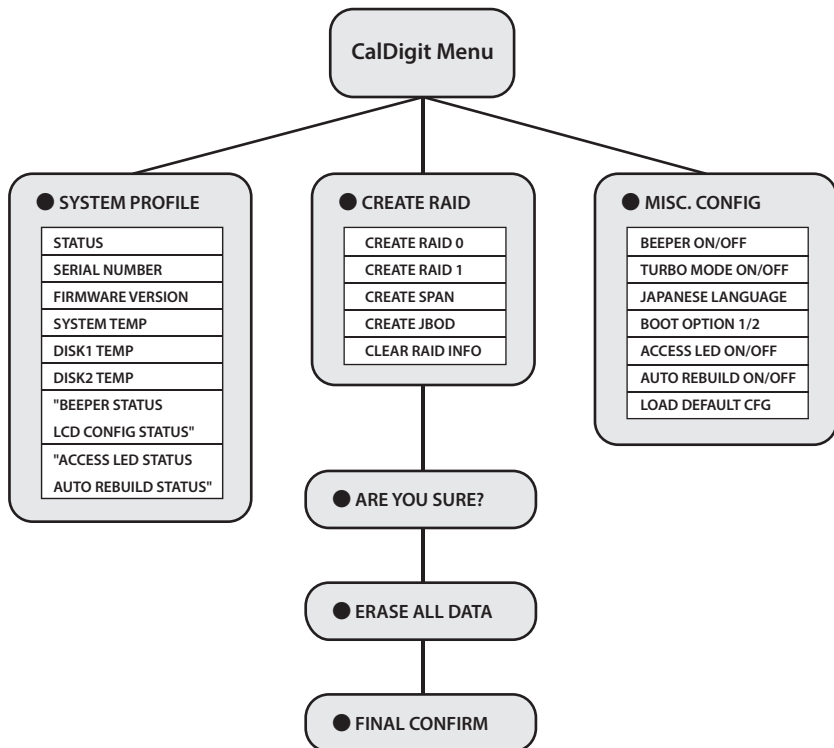 CalDigit Menu
● SYSTEM PROFILE
STATUS
SERIAL NUMBER
FIRMWARE VERSION
SYSTEM TEMP
DISK1 TEMP
DISK2 TEMP
"BEEPER STATUS
LCD CONFIG STATUS"
"ACCESS LED STATUS
AUTO REBUILD STATUS"
● CREATE RAID
CREATE RAID 0
CREATE RAID 1
CREATE SPAN
CREATE JBOD
CLEAR RAID INFO
● MISC. CONFIG
BEEPER ON/OFF
TURBO MODE ON/OFF
JAPANESE LANGUAGE
BOOT OPTION 1/2
ACCESS LED ON/OFF
AUTO REBUILD ON/OFF
LOAD DEFAULT CFG
● ARE YOU SURE?
● ERASE ALL DATA
● FINAL CONFIRM